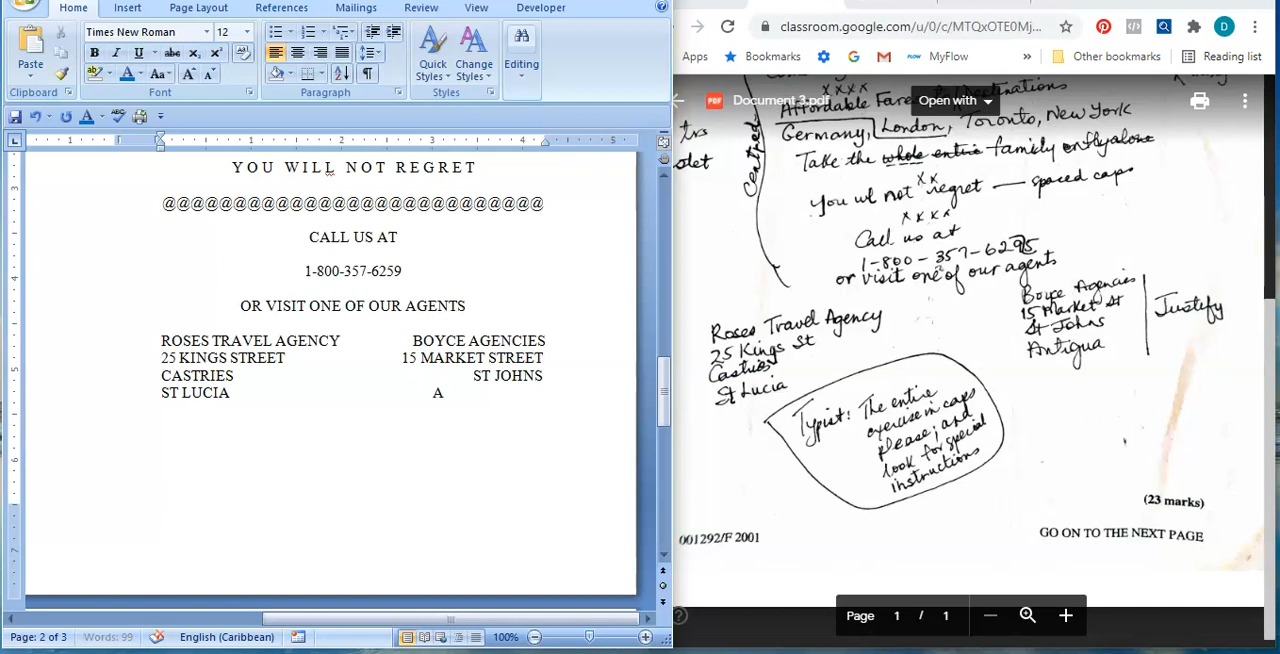 Home Insert Page Layout References Mailings Review View Developer
Times New Roman 12
Paste
B I U abc x₂ x²
Aa A A
Quick Styles
Change Styles
Editing
Clipboard Font Paragraph Styles
YOU WILL NOT REGRET
@@@@@@@@@@@@@@@@@@@@@@@@@@@
CALL US AT
1-800-357-6259
OR VISIT ONE OF OUR AGENTS
ROSES TRAVEL AGENCY BOYCE AGENCIES
25 KINGS STREET 15 MARKET STREET
CASTRIES ST JOHNS
ST LUCIA A
Page: 2 of 3 Words: 99 English (Caribbean) 100%
classroom.google.com/u/0/c/MTQxOTE0Mj...
D
Apps Bookmarks G MyFlow » Other bookmarks Reading list
PDF Document 3.pdf Open with
x x x x
Affordable Fares Destinations
Germany, London, Toronto, New York
Centred
Take the whole entire family or fly alone
x x
You wl not regret — spaced caps
x x x x
Call us at
1-800-357-6295
or visit one of our agents
Roses Travel Agency
25 Kings St
Castries
St Lucia
Boyce Agencies
15 Market St
St Johns
Antigua
Justify
Typist: The entire
exercise in caps
please; and
look for special
instructions
(23 marks)
001292/F 2001
GO ON TO THE NEXT PAGE
Page 1 / 1